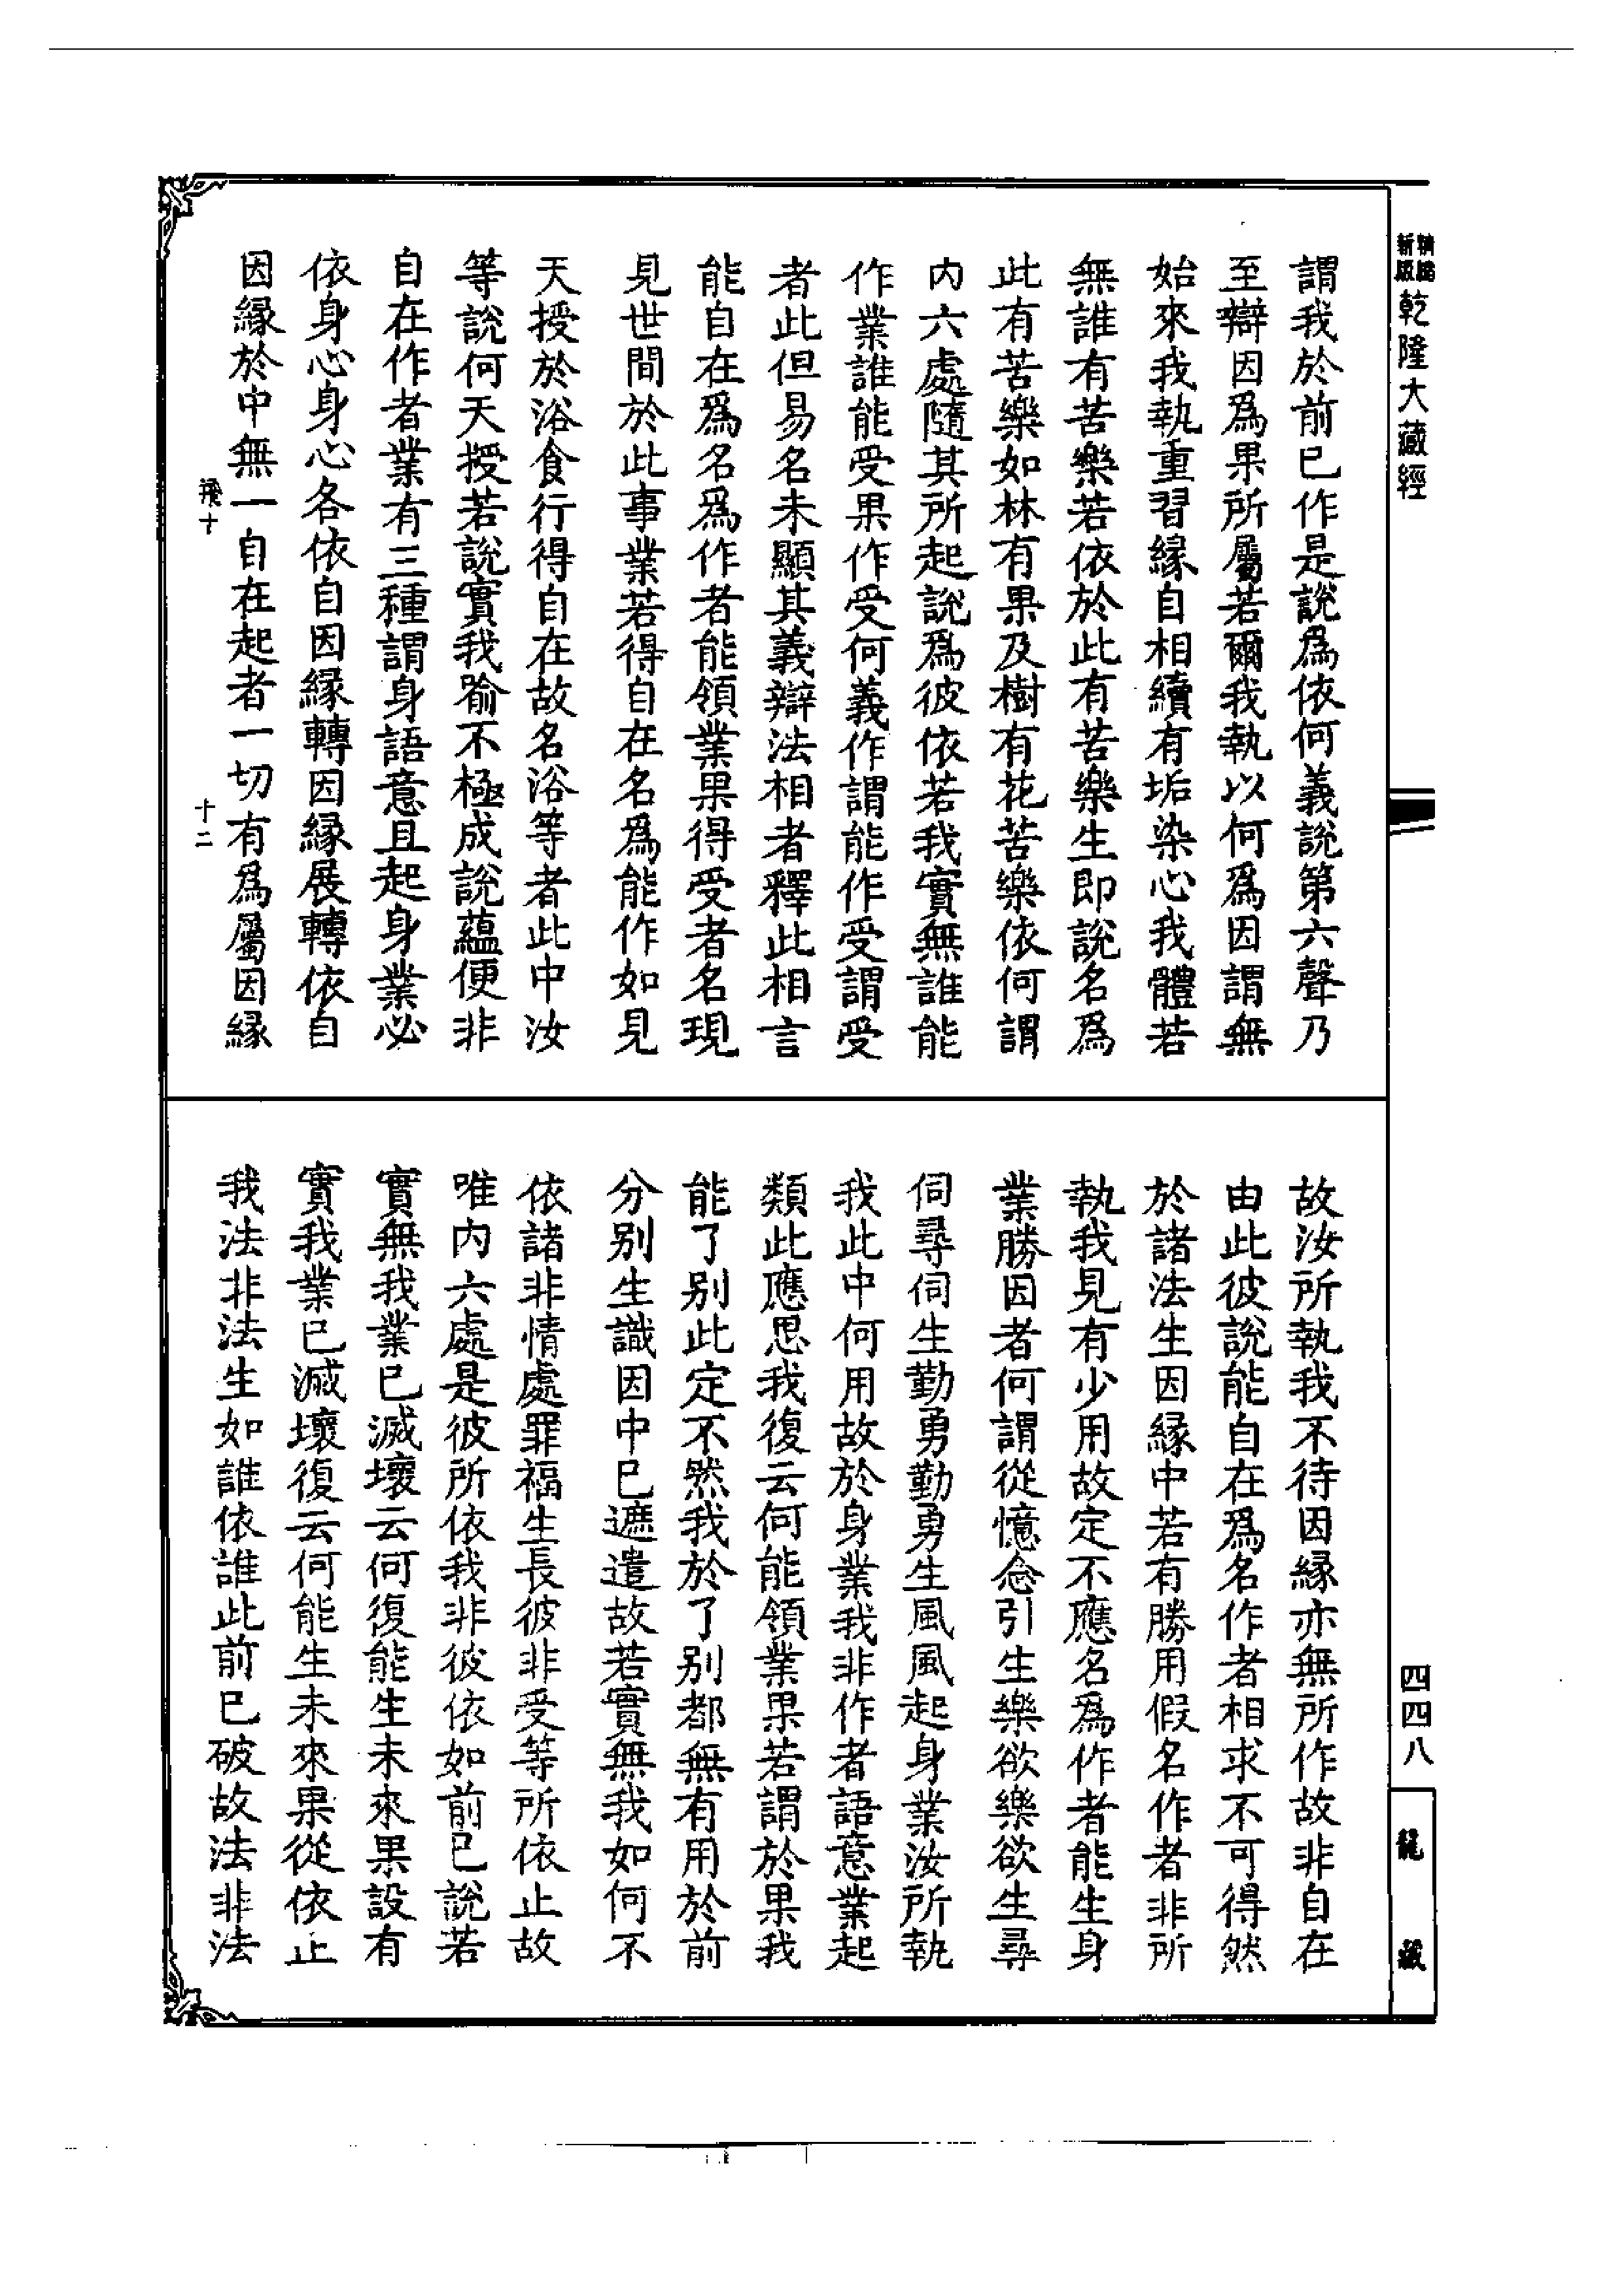 新版
精縮
乾隆大藏經
謂我於前已作是說爲依何義說第六聲乃
至辯因爲果所屬若爾我執以何爲因謂無
始來我執重習緣自相續有垢染心我體若
無誰有苦樂若依於此有苦樂生即說名爲
此有苦樂如林有果及樹有花苦樂依何謂
內六處隨其所起說爲彼依若我實無誰能
作業誰能受果作受何義作謂能作受謂受
者此但易名未顯其義辯法相者釋此相言
能自在爲名爲作者能領業果得受者名現
見世間於此事業若得自在名爲能作如見
天授於浴食行得自在故名浴等者此中汝
等說何天授若說實我喻不極成說蘊便非
自在作者業有三種謂身語意且起身業必
依身心身心各依自因緣轉因緣展轉依自
因緣於中無一自在起者一切有爲屬因緣
十二
故汝所執我不待因緣亦無所作故非自在
由此彼說能自在爲名作者相求不可得然
於諸法生因緣中若有勝用假名作者非所
執我見有少用故定不應名爲作者能生身
業勝因者何謂從憶念引生樂欲樂欲生尋
伺尋伺生勤勇勤勇生風風起身業汝所執
我此中何用故於身業我非作者語意業起
類此應思我復云何能領業果若謂於果我
能了別此定不然我於了別都無有用於前
分別生識因中已遮遣故若實無我如何不
依諸非情處罪福生長彼非受等所依止故
唯內六處是彼所依我非彼依如前已說若
實無我業已滅壞云何復能生未來果設有
實我業已滅壞復云何能生未來果從依止
我法非法生如誰依誰此前已破故法非法
四四八
龍藏